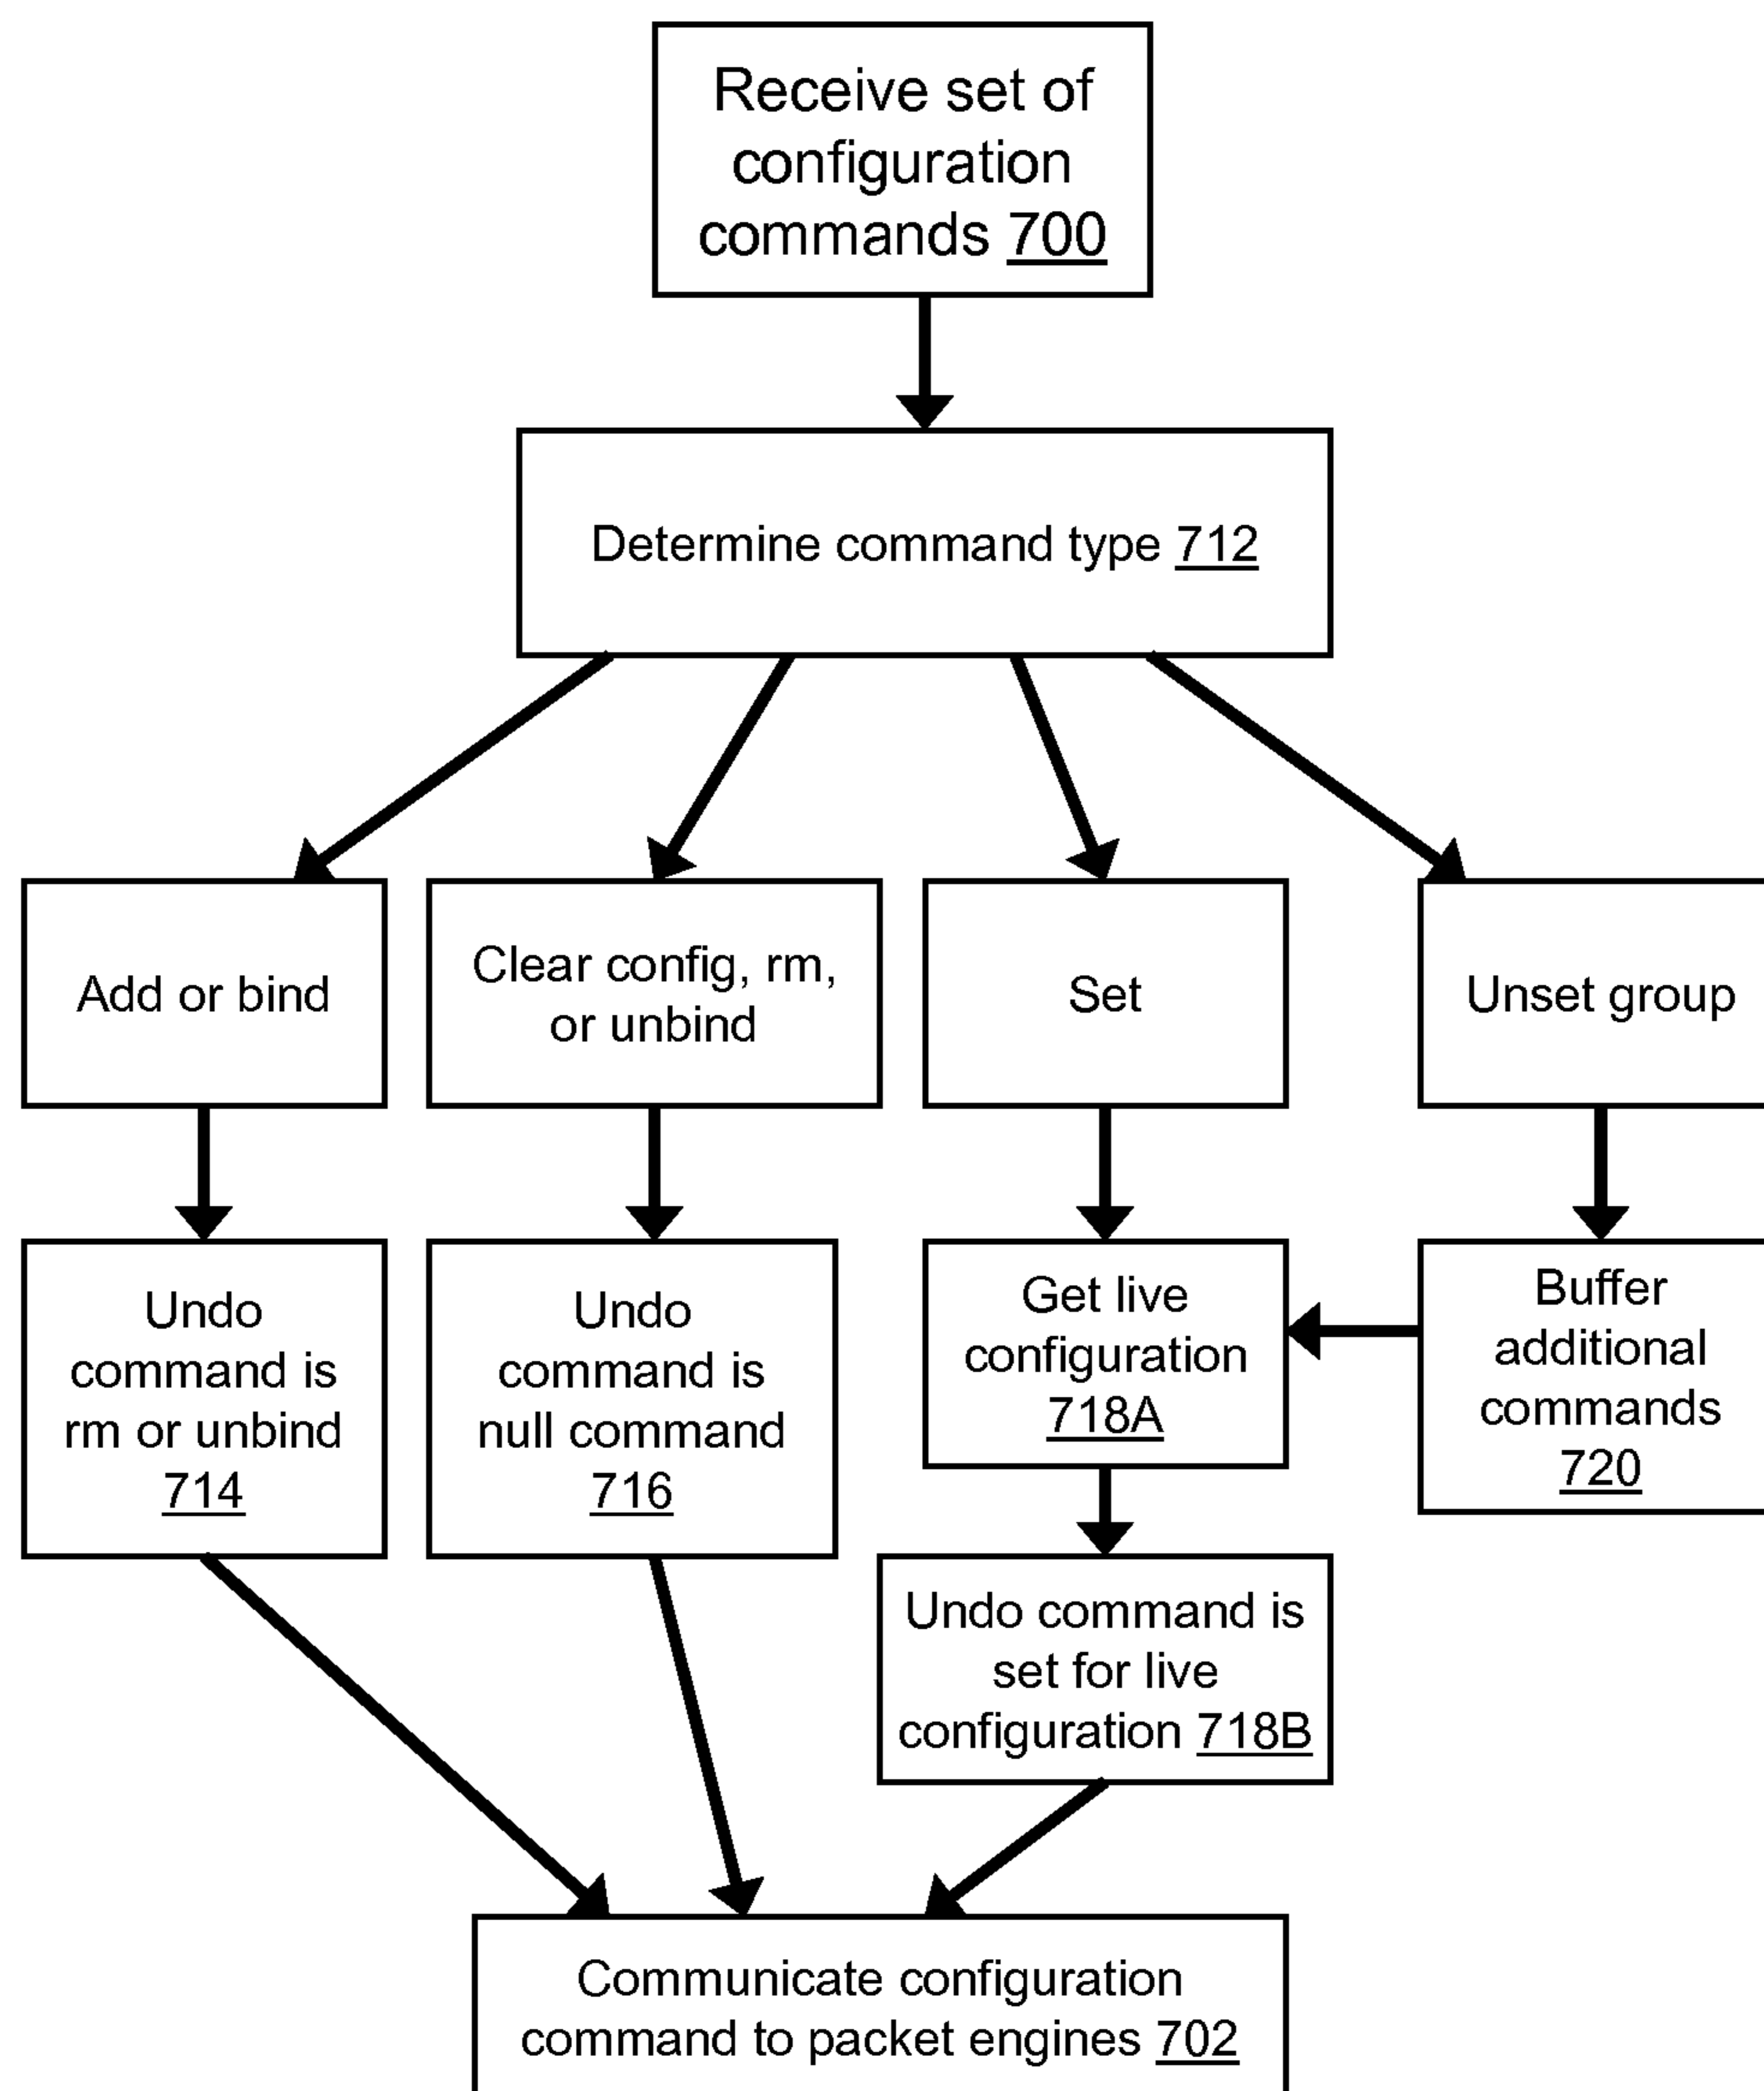 Receive set of
configuration
commands 700
Determine command type 712
Add or bind
Clear config, rm,
or unbind
Set
Unset group
Undo
command is
rm or unbind
714
Undo
command is
null command
716
Get live
configuration
718A
Buffer
additional
commands
720
Undo command is
set for live
configuration 718B
Communicate configuration
command to packet engines 702